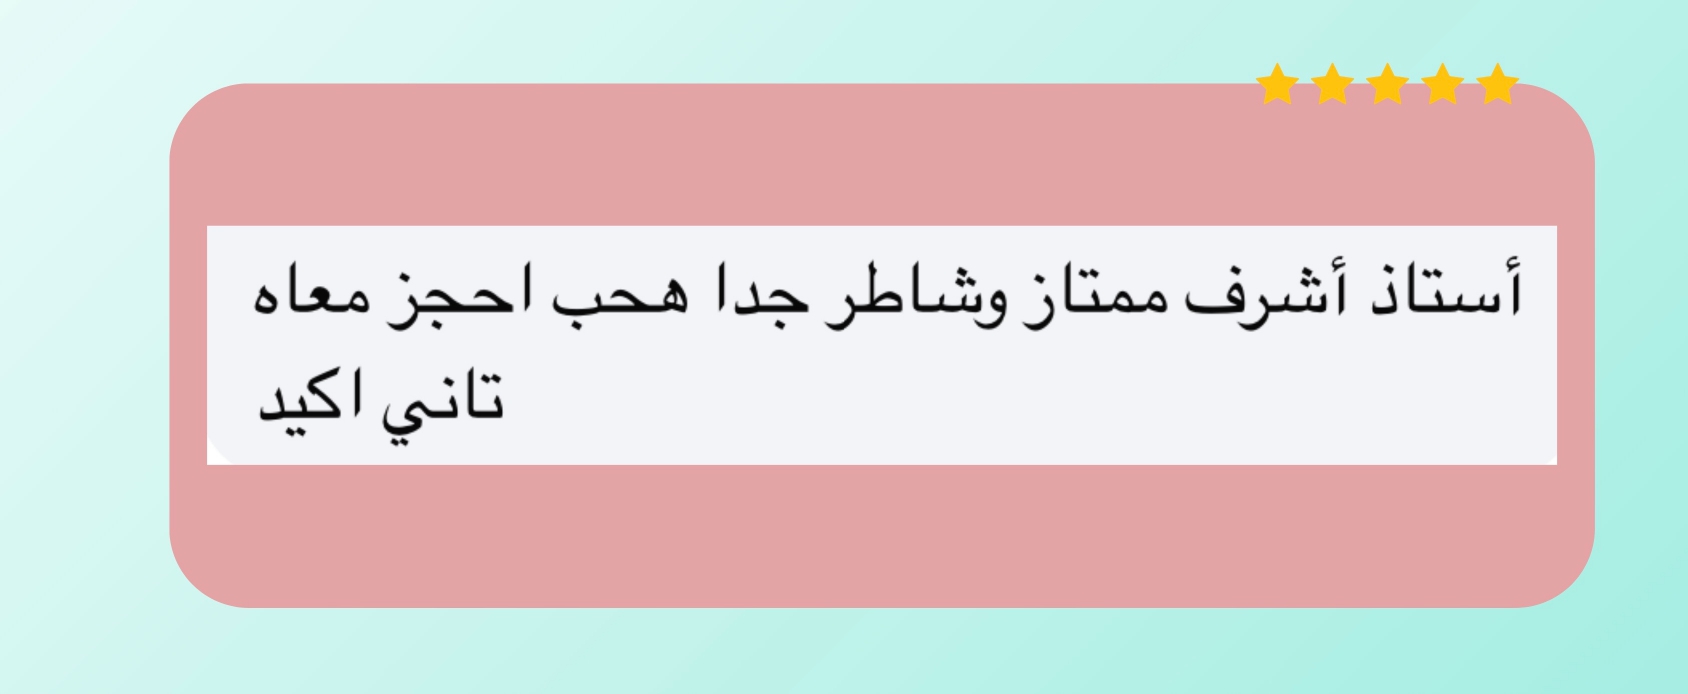 أستاذ أشرف ممتاز وشاطر جدا هحب احجز معاه
تاني اكيد